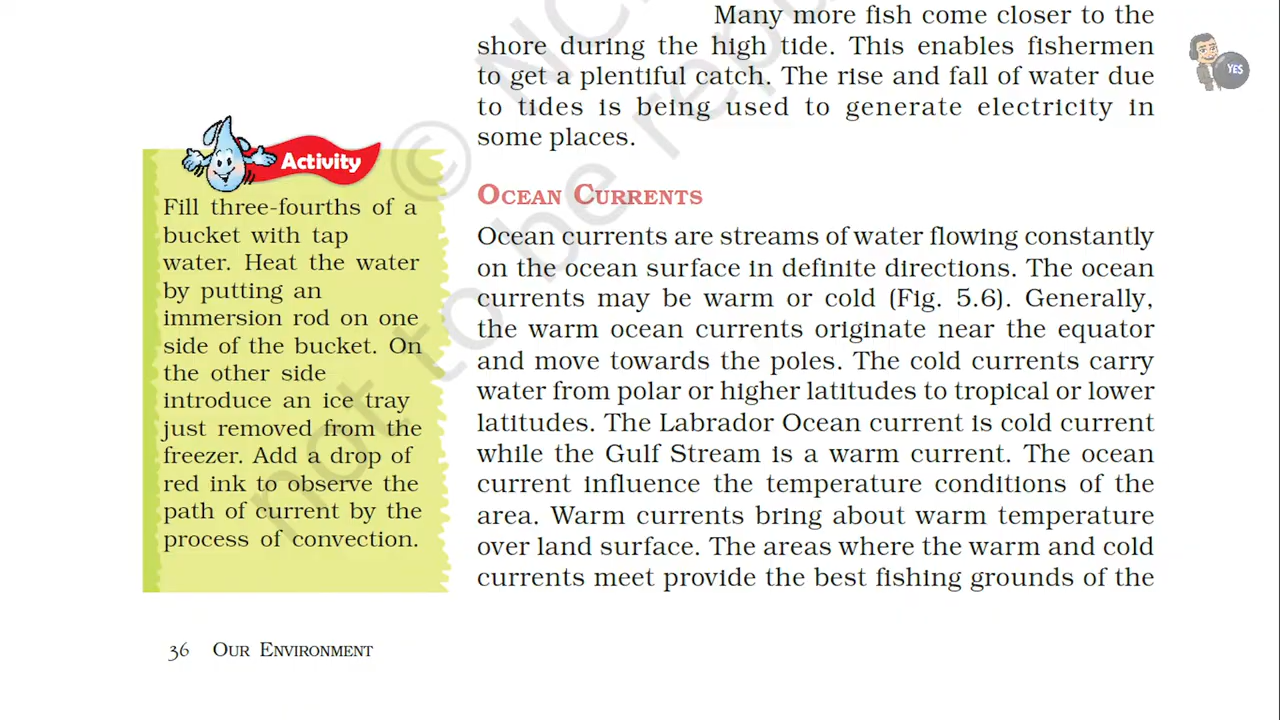 Many more fish come closer to the
shore during the high tide. This enables fishermen
to get a plentiful catch. The rise and fall of water due
to tides is being used to generate electricity in
some places.
YES
Activity
Fill three-fourths of a
bucket with tap
water. Heat the water
by putting an
immersion rod on one
side of the bucket. On
the other side
introduce an ice tray
just removed from the
freezer. Add a drop of
red ink to observe the
path of current by the
process of convection.
OCEAN CURRENTS
Ocean currents are streams of water flowing constantly
on the ocean surface in definite directions. The ocean
currents may be warm or cold (Fig. 5.6). Generally,
the warm ocean currents originate near the equator
and move towards the poles. The cold currents carry
water from polar or higher latitudes to tropical or lower
latitudes. The Labrador Ocean current is cold current
while the Gulf Stream is a warm current. The ocean
current influence the temperature conditions of the
area. Warm currents bring about warm temperature
over land surface. The areas where the warm and cold
currents meet provide the best fishing grounds of the
36 OUR ENVIRONMENT
©
not to be